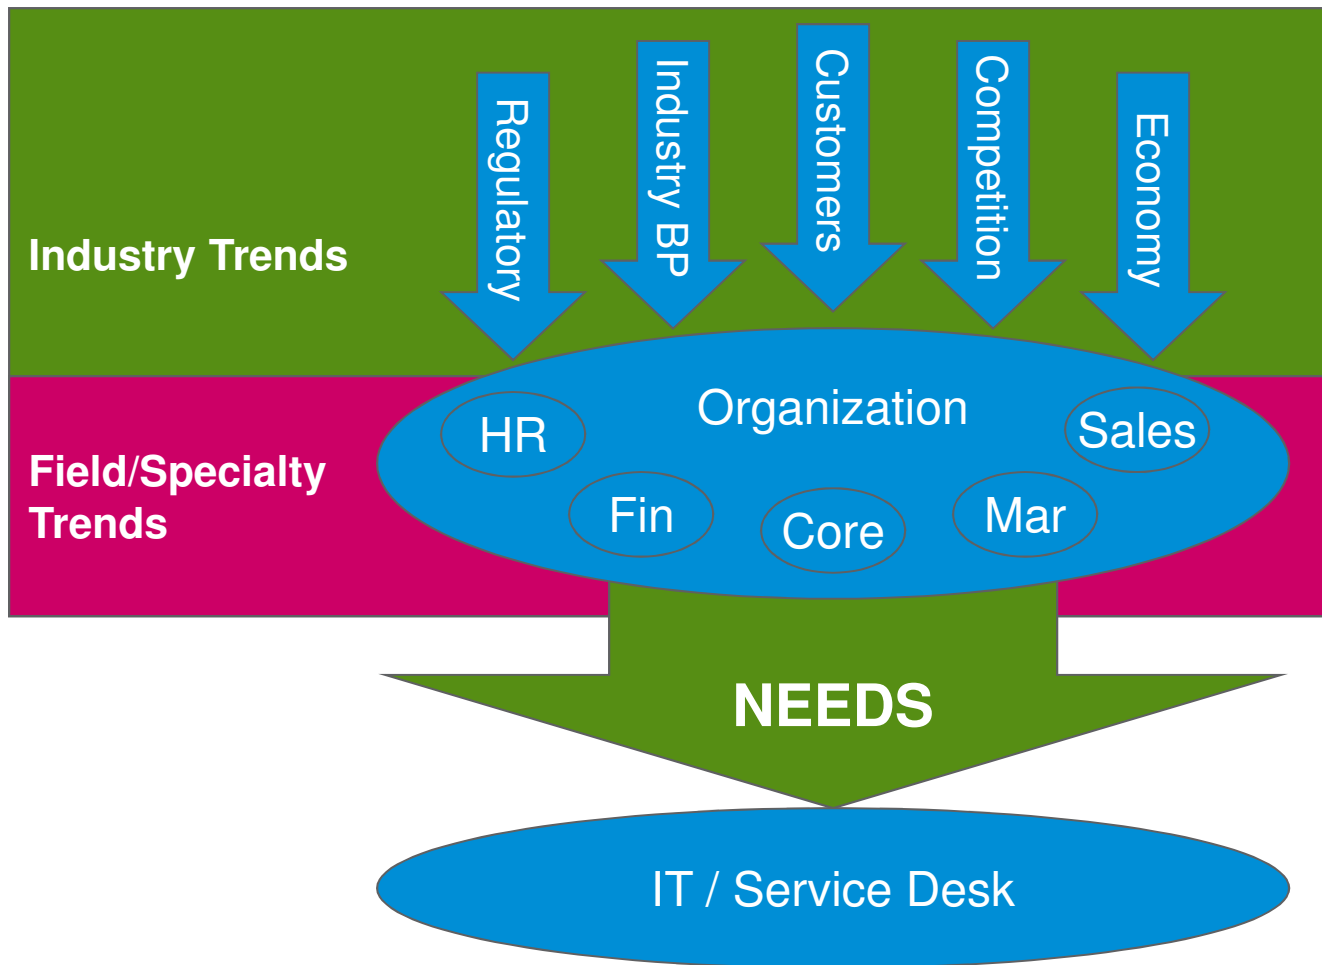 Regulatory
Industry BP
Customers
Competition
Economy
Industry Trends
Organization
HR
Sales
Field/Specialty
Trends
Fin
Core
Mar
NEEDS
IT / Service Desk